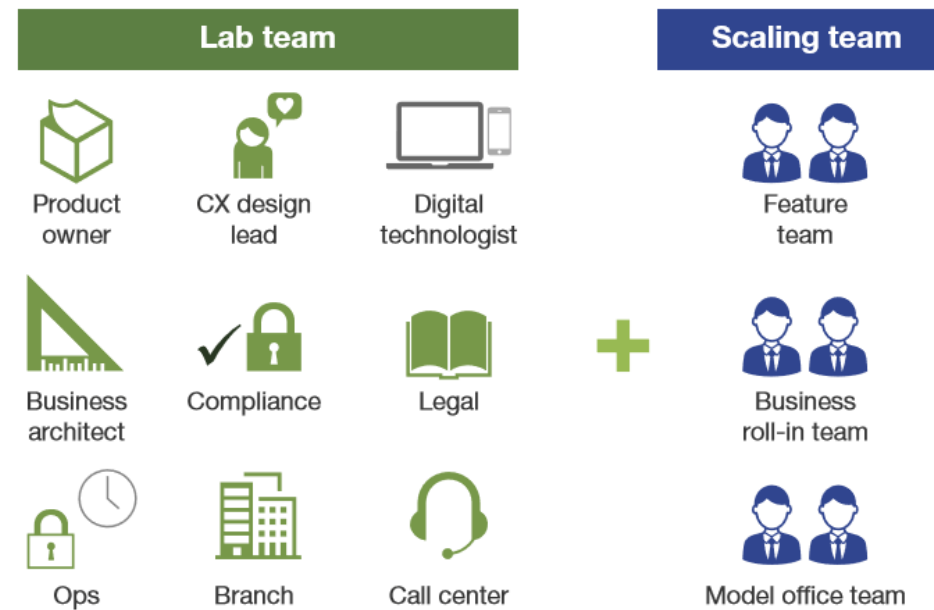 Lab team
Scaling team
Product
owner
CX design
lead
Digital
technologist
Feature
team
Business
architect
Compliance
Legal
Business
roll-in team
Ops
Branch
Call center
Model office team